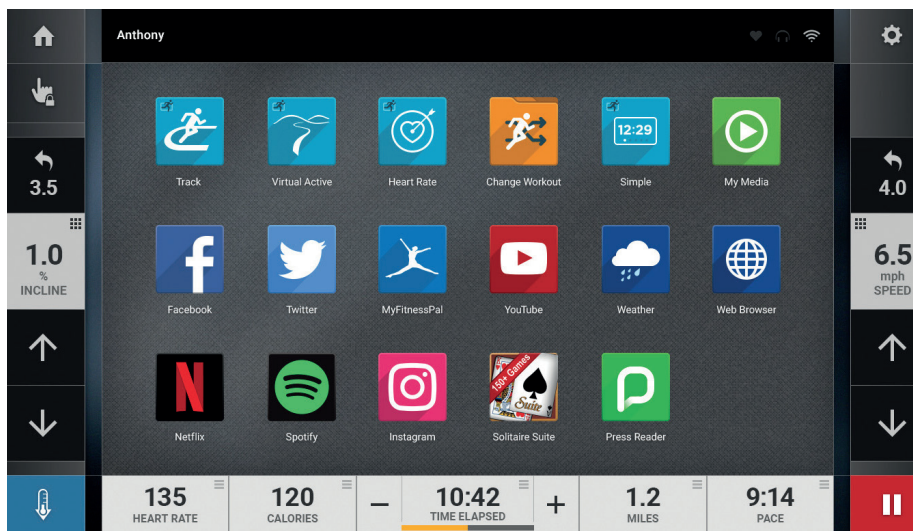 Anthony
3.5
1.0
%
INCLINE
Track
Virtual Active
Heart Rate
Change Workout
12:29
Simple
My Media
4.0
6.5
mph
SPEED
Facebook
Twitter
MyFitnessPal
YouTube
Weather
Web Browser
Netflix
Spotify
Instagram
150+ Games
Suite
Solitaire Suite
Press Reader
135
HEART RATE
120
CALORIES
10:42
TIME ELAPSED
1.2
MILES
9:14
PACE